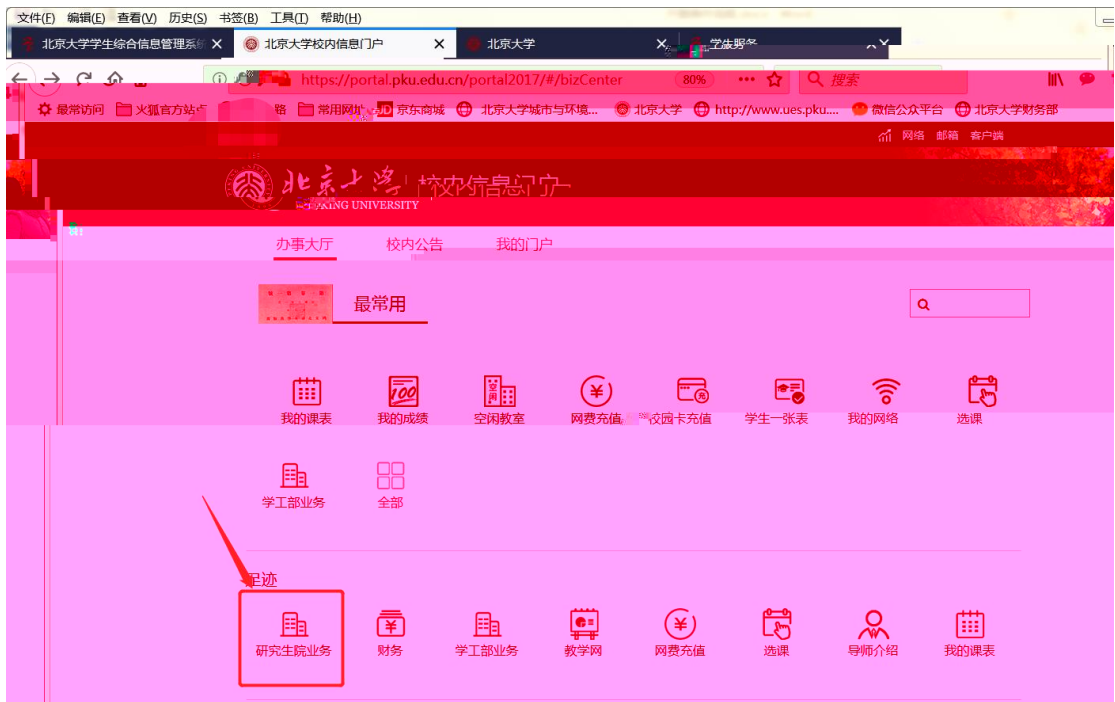 文件(F) 编辑(E) 查看(V) 历史(S) 书签(B) 工具(T) 帮助(H)
北京大学学生综合信息管理系统 北京大学校内信息门户 北京大学
https://portal.pku.edu.cn/portal2017/#/bizCenter 80% 搜索
最常访问 火狐官方站点 常用网址 JD 京东商城 北京大学城市与环境... 北京大学 http://www.ues.pku.... 微信公众平台 北京大学财务部
网络 邮箱 客户端
北京大学 校内信息门户
UNIVERSITY
办事大厅 校内公告 我的门户
最常用
我的课表 我的成绩 空闲教室 网费充值 校园卡充值 学生一张表 我的网络 选课
学工部业务 全部
足迹
研究生院业务 财务 学工部业务 教学网 网费充值 选课 导师介绍 我的课表